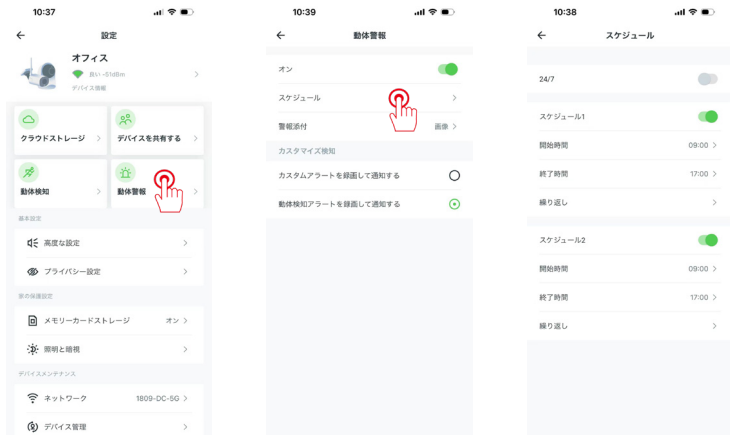 10:37
設定
オフィス
良い -51dBm
デバイス情報
クラウドストレージ
デバイスを共有する
動体検知
動体警報
基本設定
高度な設定
プライバシー設定
家の保護設定
メモリーカードストレージ オン
照明と暗視
デバイスメンテナンス
ネットワーク 1809-DC-5G
デバイス管理
10:39
動体警報
オン
スケジュール
警報添付 画像
カスタマイズ検知
カスタムアラートを録画して通知する
動体検知アラートを録画して通知する
10:38
スケジュール
24/7
スケジュール1
開始時間 09:00
終了時間 17:00
繰り返し
スケジュール2
開始時間 09:00
終了時間 17:00
繰り返し